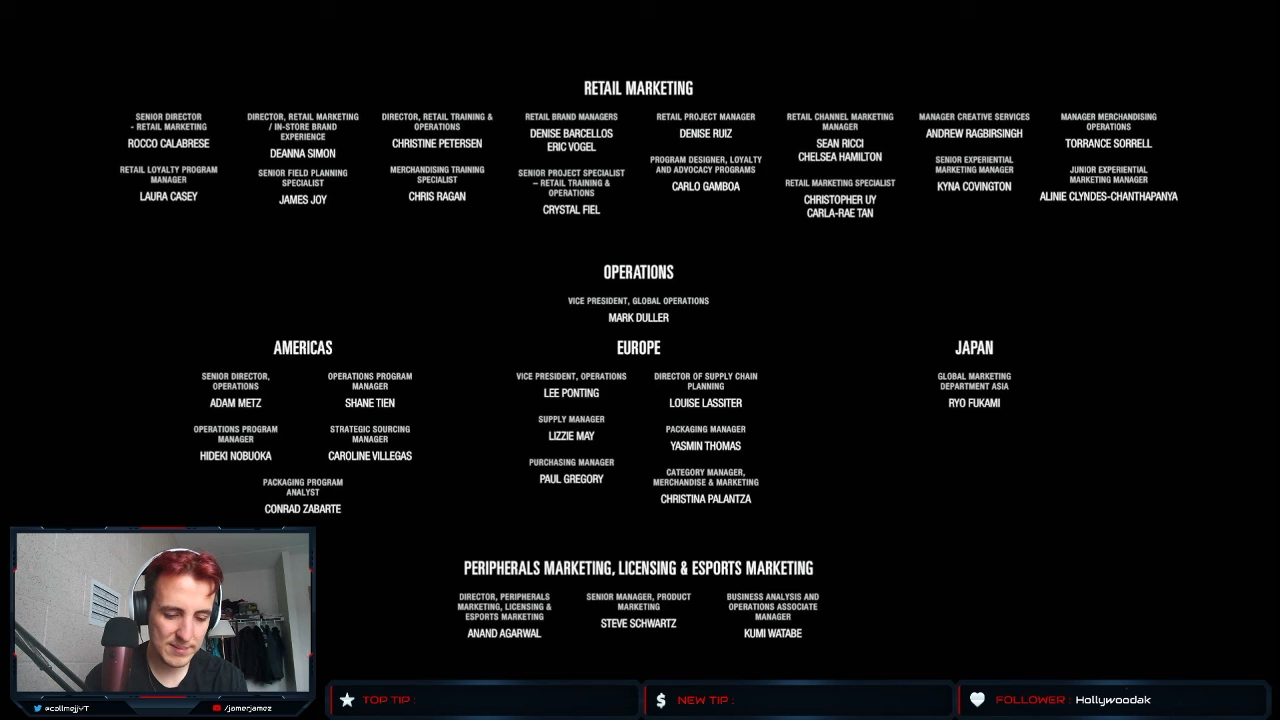 RETAIL MARKETING
SENIOR DIRECTOR
- RETAIL MARKETING
ROCCO CALABRESE
RETAIL LOYALTY PROGRAM
MANAGER
LAURA CASEY
DIRECTOR, RETAIL MARKETING
/ IN-STORE BRAND
EXPERIENCE
DEANNA SIMON
SENIOR FIELD PLANNING
SPECIALIST
JAMES JOY
DIRECTOR, RETAIL TRAINING &
OPERATIONS
CHRISTINE PETERSEN
MERCHANDISING TRAINING
SPECIALIST
CHRIS RAGAN
RETAIL BRAND MANAGERS
DENISE BARCELLOS
ERIC VOGEL
SENIOR PROJECT SPECIALIST
– RETAIL TRAINING &
OPERATIONS
CRYSTAL FIEL
RETAIL PROJECT MANAGER
DENISE RUIZ
PROGRAM DESIGNER, LOYALTY
AND ADVOCACY PROGRAMS
CARLO GAMBOA
RETAIL CHANNEL MARKETING
MANAGER
SEAN RICCI
CHELSEA HAMILTON
RETAIL MARKETING SPECIALIST
CHRISTOPHER UY
CARLA-RAE TAN
MANAGER CREATIVE SERVICES
ANDREW RAGBIRSINGH
SENIOR EXPERIENTIAL
MARKETING MANAGER
KYNA COVINGTON
MANAGER MERCHANDISING
OPERATIONS
TORRANCE SORRELL
JUNIOR EXPERIENTIAL
MARKETING MANAGER
ALINIE CLYNDES-CHANTHAPANYA
OPERATIONS
VICE PRESIDENT, GLOBAL OPERATIONS
MARK DULLER
AMERICAS
SENIOR DIRECTOR,
OPERATIONS
ADAM METZ
OPERATIONS PROGRAM
MANAGER
HIDEKI NOBUOKA
OPERATIONS PROGRAM
MANAGER
SHANE TIEN
STRATEGIC SOURCING
MANAGER
CAROLINE VILLEGAS
PACKAGING PROGRAM
ANALYST
CONRAD ZABARTE
EUROPE
VICE PRESIDENT, OPERATIONS
LEE PONTING
SUPPLY MANAGER
LIZZIE MAY
PURCHASING MANAGER
PAUL GREGORY
DIRECTOR OF SUPPLY CHAIN
PLANNING
LOUISE LASSITER
PACKAGING MANAGER
YASMIN THOMAS
CATEGORY MANAGER,
MERCHANDISE & MARKETING
CHRISTINA PALANTZA
JAPAN
GLOBAL MARKETING
DEPARTMENT ASIA
RYO FUKAMI
PERIPHERALS MARKETING, LICENSING & ESPORTS MARKETING
DIRECTOR, PERIPHERALS
MARKETING, LICENSING &
ESPORTS MARKETING
ANAND AGARWAL
SENIOR MANAGER, PRODUCT
MARKETING
STEVE SCHWARTZ
BUSINESS ANALYSIS AND
OPERATIONS ASSOCIATE
MANAGER
KUMI WATABE
/jamerjamez
TOP TIP :
NEW TIP :
FOLLOWER : Hollywoodak